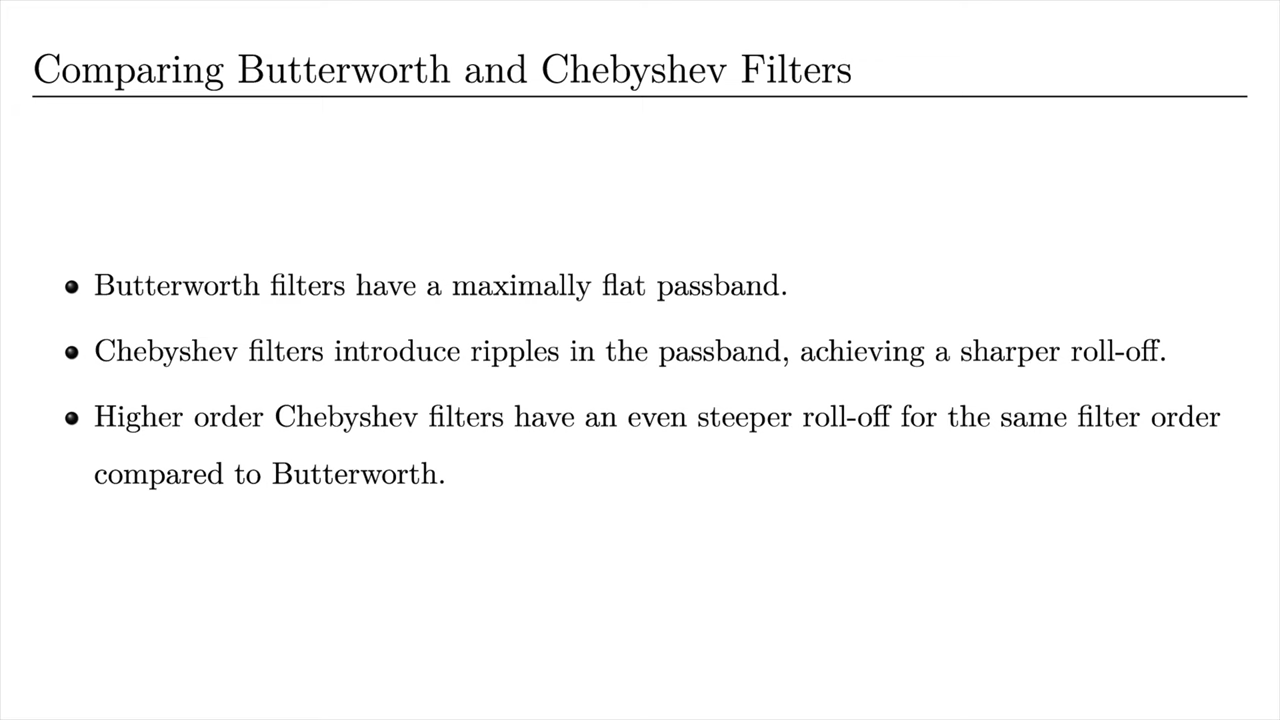 Comparing Butterworth and Chebyshev Filters
Butterworth filters have a maximally flat passband.
Chebyshev filters introduce ripples in the passband, achieving a sharper roll-off.
Higher order Chebyshev filters have an even steeper roll-off for the same filter order
compared to Butterworth.